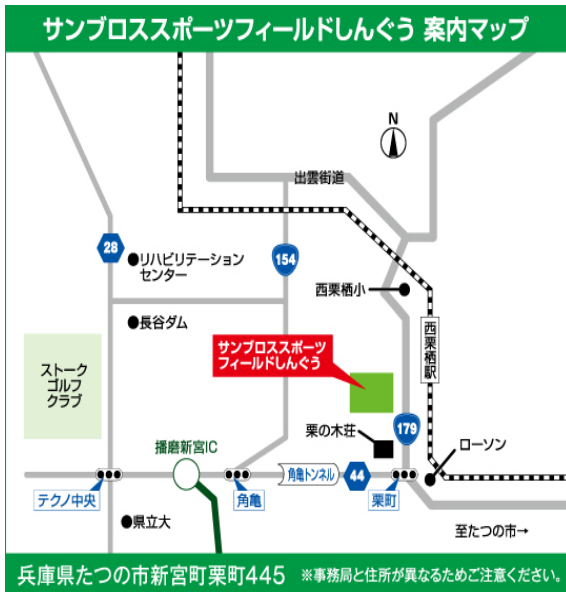 サンブロススポーツフィールドしんぐう 案内マップ
N
出雲街道
28
リハビリテーション
センター
154
西栗栖小
長谷ダム
サンブロススポーツ
フィールドしんぐう
西栗栖駅
ストーク
ゴルフ
クラブ
栗の木荘
179
播磨新宮IC
ローソン
角亀トンネル
44
テクノ中央
角亀
栗町
県立大
至たつの市→
兵庫県たつの市新宮町栗町445 ※事務局と住所が異なるためご注意ください。